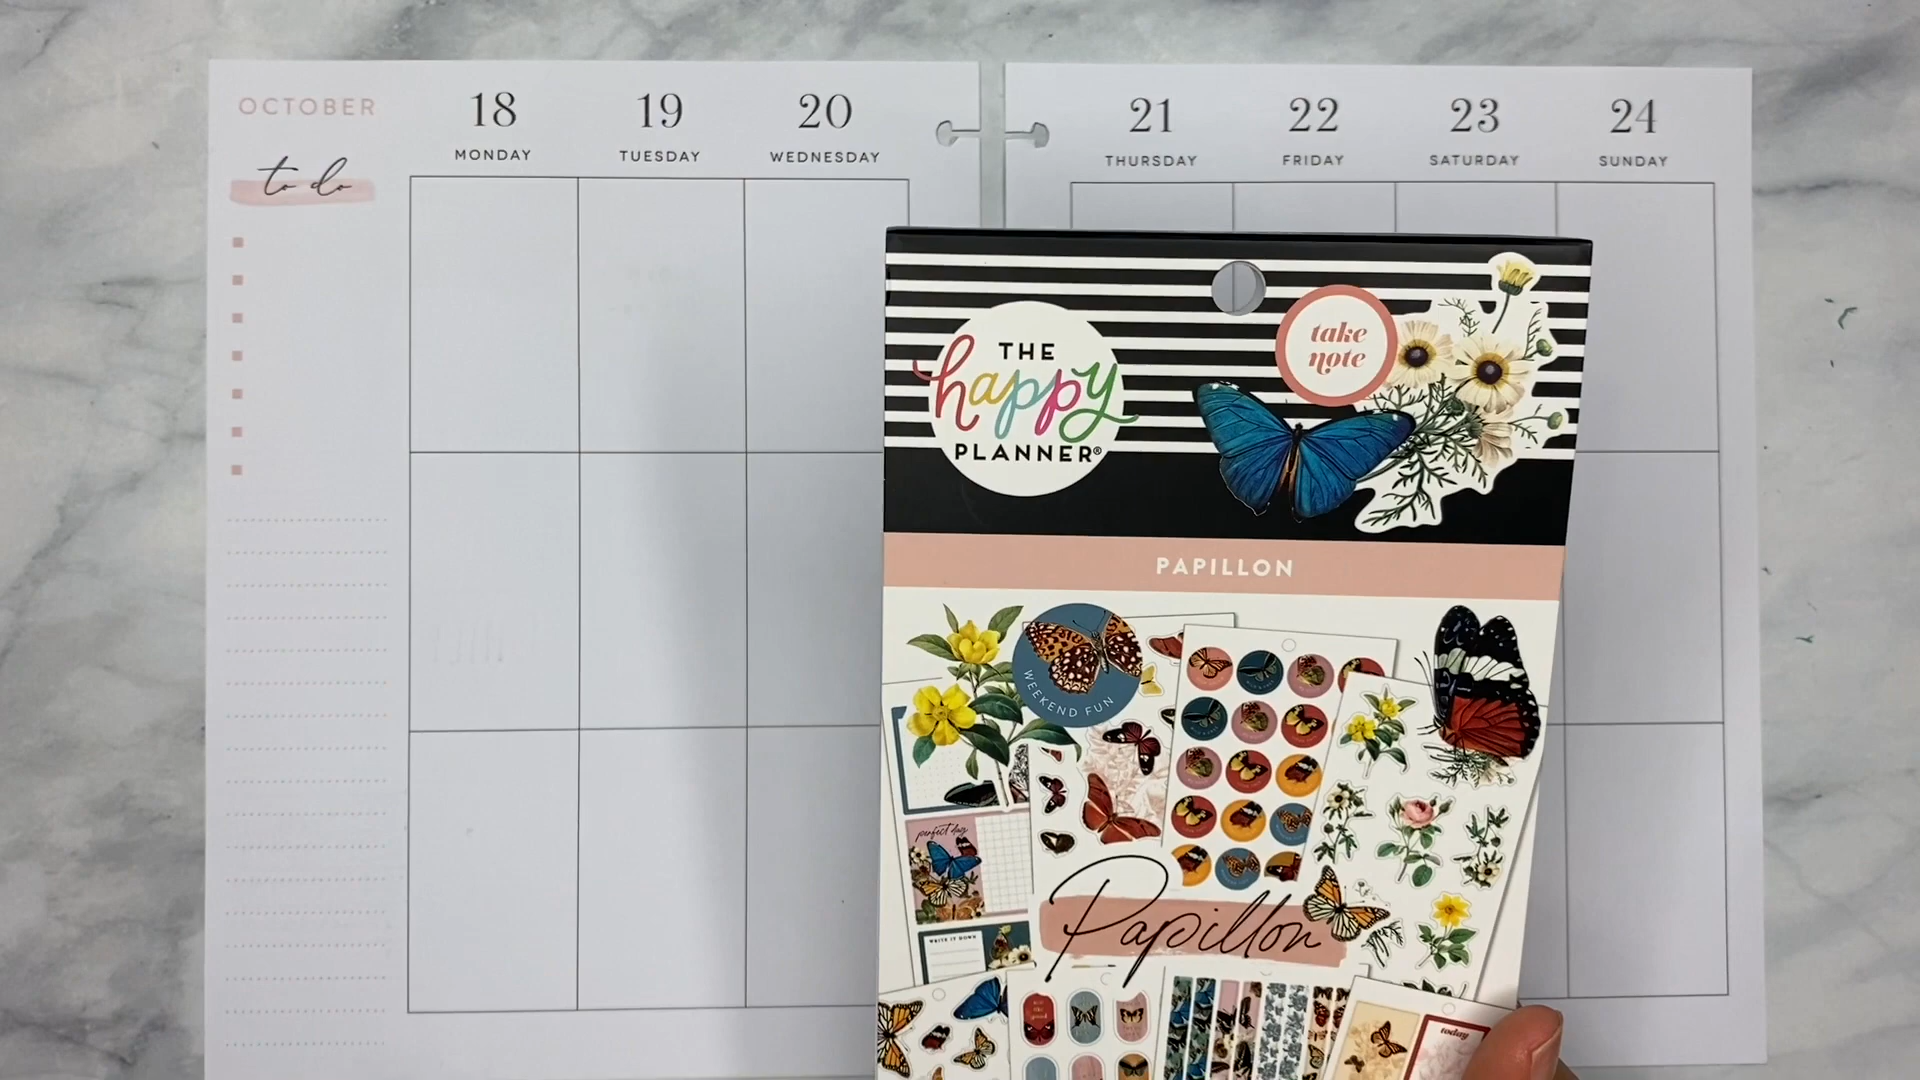 OCTOBER
to do
18
MONDAY
19
TUESDAY
20
WEDNESDAY
21
THURSDAY
22
FRIDAY
23
SATURDAY
24
SUNDAY
THE
happy
PLANNER®
take
note
PAPILLON
WEEKEND FUN
perfect day
WRITE IT DOWN
Papillon
today